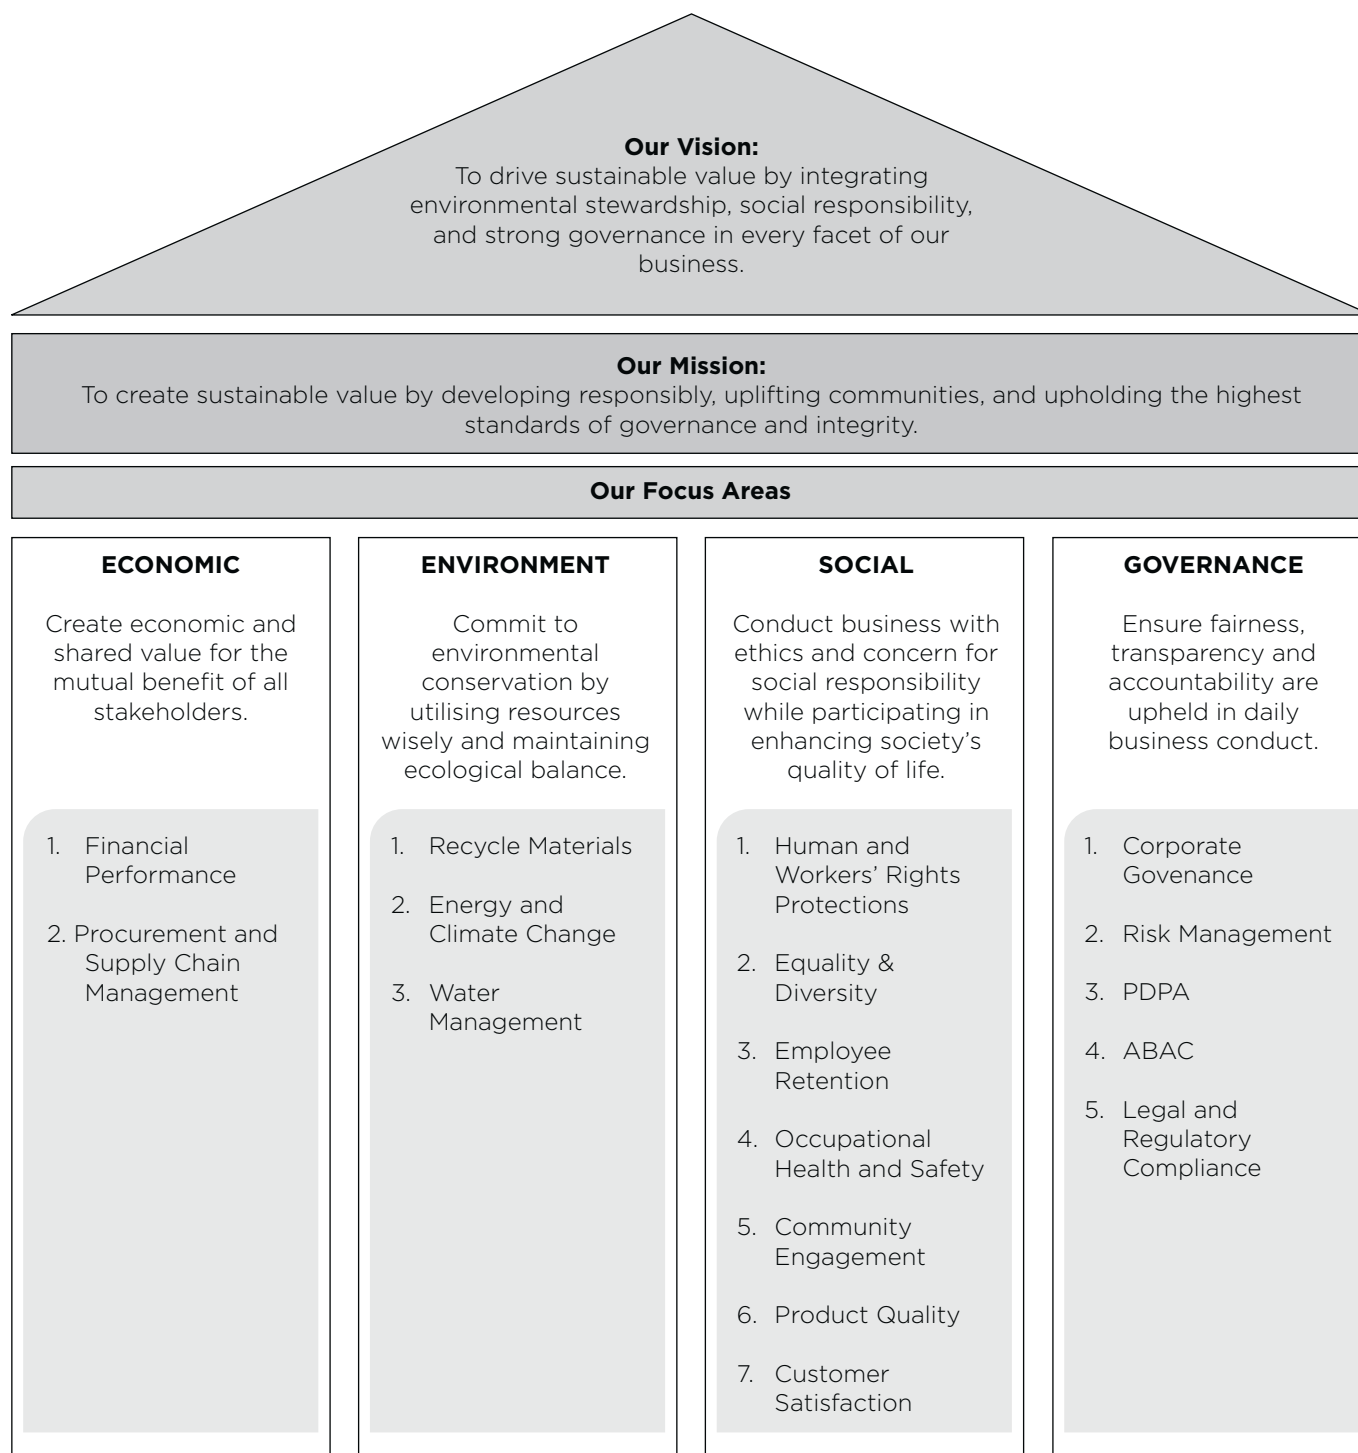 Our Vision:
To drive sustainable value by integrating
environmental stewardship, social responsibility,
and strong governance in every facet of our
business.
Our Mission:
To create sustainable value by developing responsibly, uplifting communities, and upholding the highest
standards of governance and integrity.
Our Focus Areas
ECONOMIC
Create economic and
shared value for the
mutual benefit of all
stakeholders.
1. Financial
Performance
2. Procurement and
Supply Chain
Management
ENVIRONMENT
Commit to
environmental
conservation by
utilising resources
wisely and maintaining
ecological balance.
1. Recycle Materials
2. Energy and
Climate Change
3. Water
Management
SOCIAL
Conduct business with
ethics and concern for
social responsibility
while participating in
enhancing society’s
quality of life.
1. Human and
Workers’ Rights
Protections
2. Equality &
Diversity
3. Employee
Retention
4. Occupational
Health and Safety
5. Community
Engagement
6. Product Quality
7. Customer
Satisfaction
GOVERNANCE
Ensure fairness,
transparency and
accountability are
upheld in daily
business conduct.
1. Corporate
Govenance
2. Risk Management
3. PDPA
4. ABAC
5. Legal and
Regulatory
Compliance